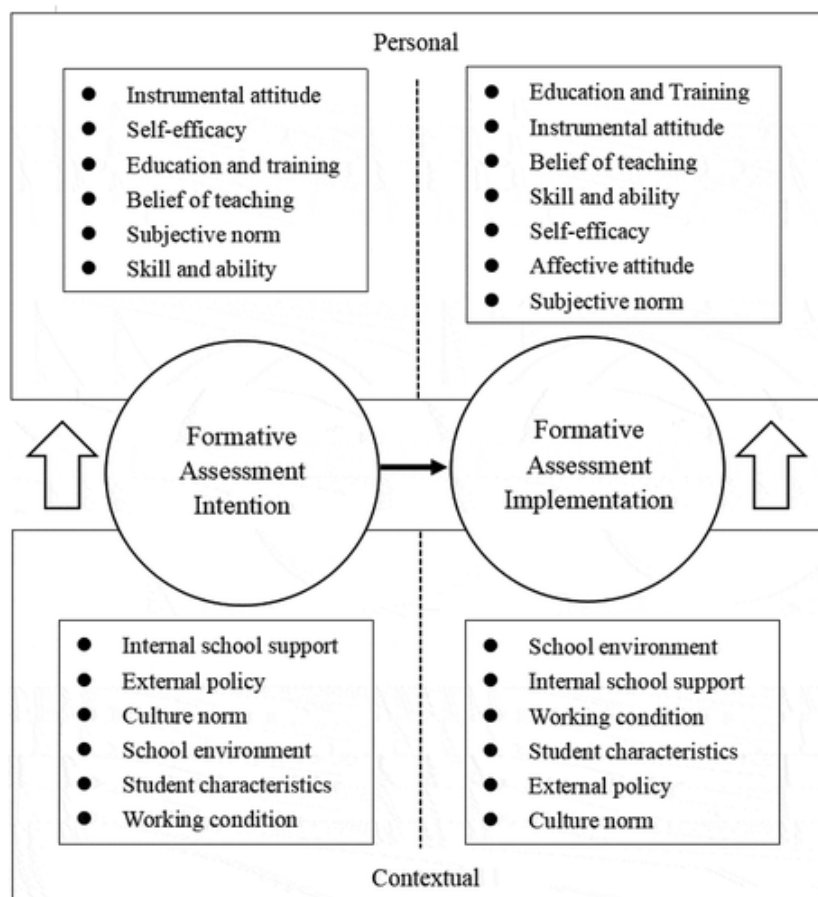 Personal
Instrumental attitude
Self-efficacy
Education and training
Belief of teaching
Subjective norm
Skill and ability
Education and Training
Instrumental attitude
Belief of teaching
Skill and ability
Self-efficacy
Affective attitude
Subjective norm
Formative
Assessment
Intention
Formative
Assessment
Implementation
Internal school support
External policy
Culture norm
School environment
Student characteristics
Working condition
School environment
Internal school support
Working condition
Student characteristics
External policy
Culture norm
Contextual